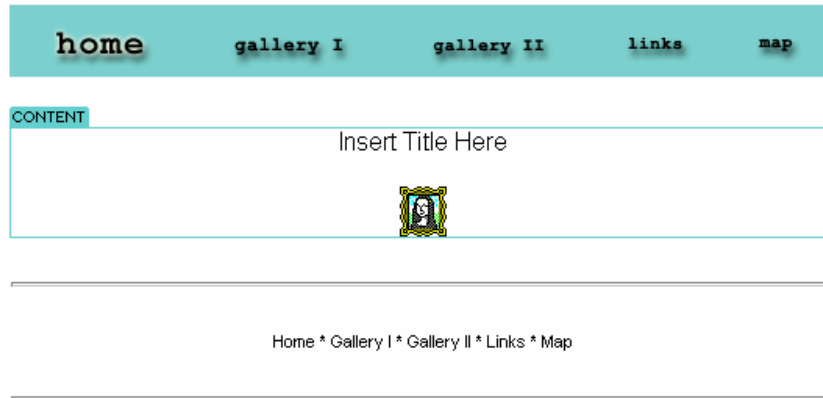 home gallery I gallery II links map
CONTENT
Insert Title Here
Home * Gallery I * Gallery II * Links * Map